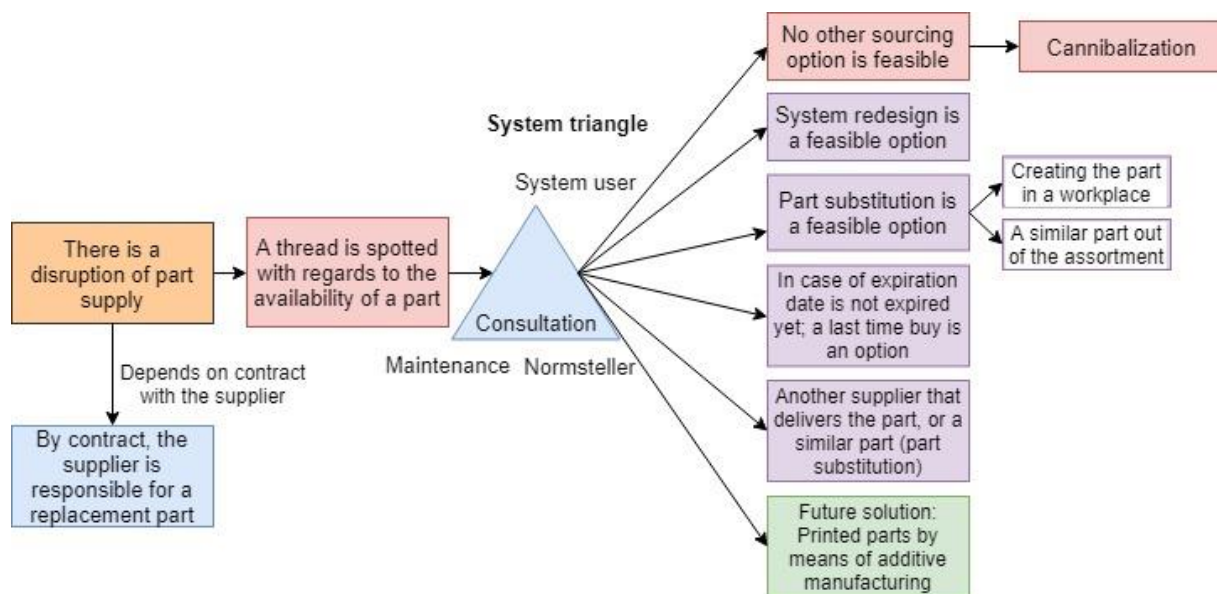 No other sourcing
option is feasible
Cannibalization
System redesign is
a feasible option
System triangle
System user
Part substitution is
a feasible option
Creating the part
in a workplace
A similar part out
of the assortment
There is a
disruption of part
supply
A thread is spotted
with regards to the
availability of a part
Consultation
Maintenance
Normsteller
In case of expiration
date is not expired
yet; a last time buy is
an option
Depends on contract
with the supplier
Another supplier that
delivers the part, or a
similar part (part
substitution)
By contract, the
supplier is
responsible for a
replacement part
Future solution:
Printed parts by
means of additive
manufacturing